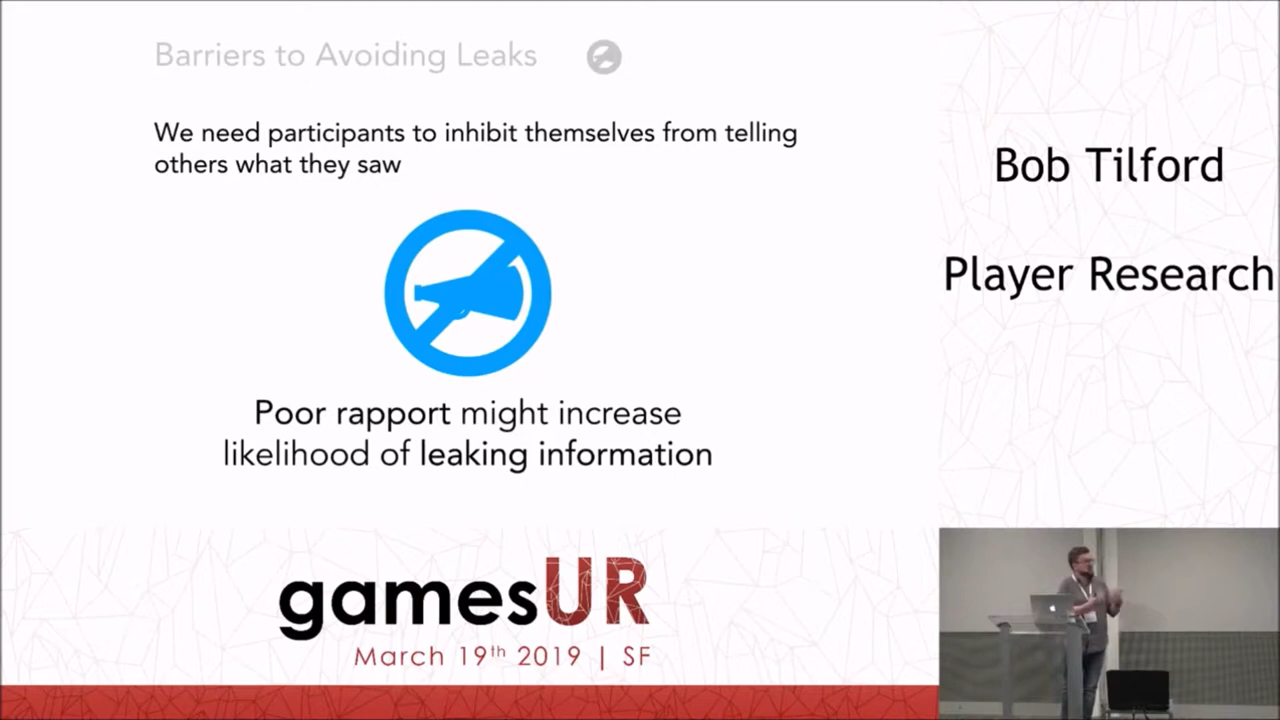 Barriers to Avoiding Leaks
We need participants to inhibit themselves from telling
others what they saw
Poor rapport might increase
likelihood of leaking information
Bob Tilford
Player Research
gamesUR
March 19th 2019 | SF